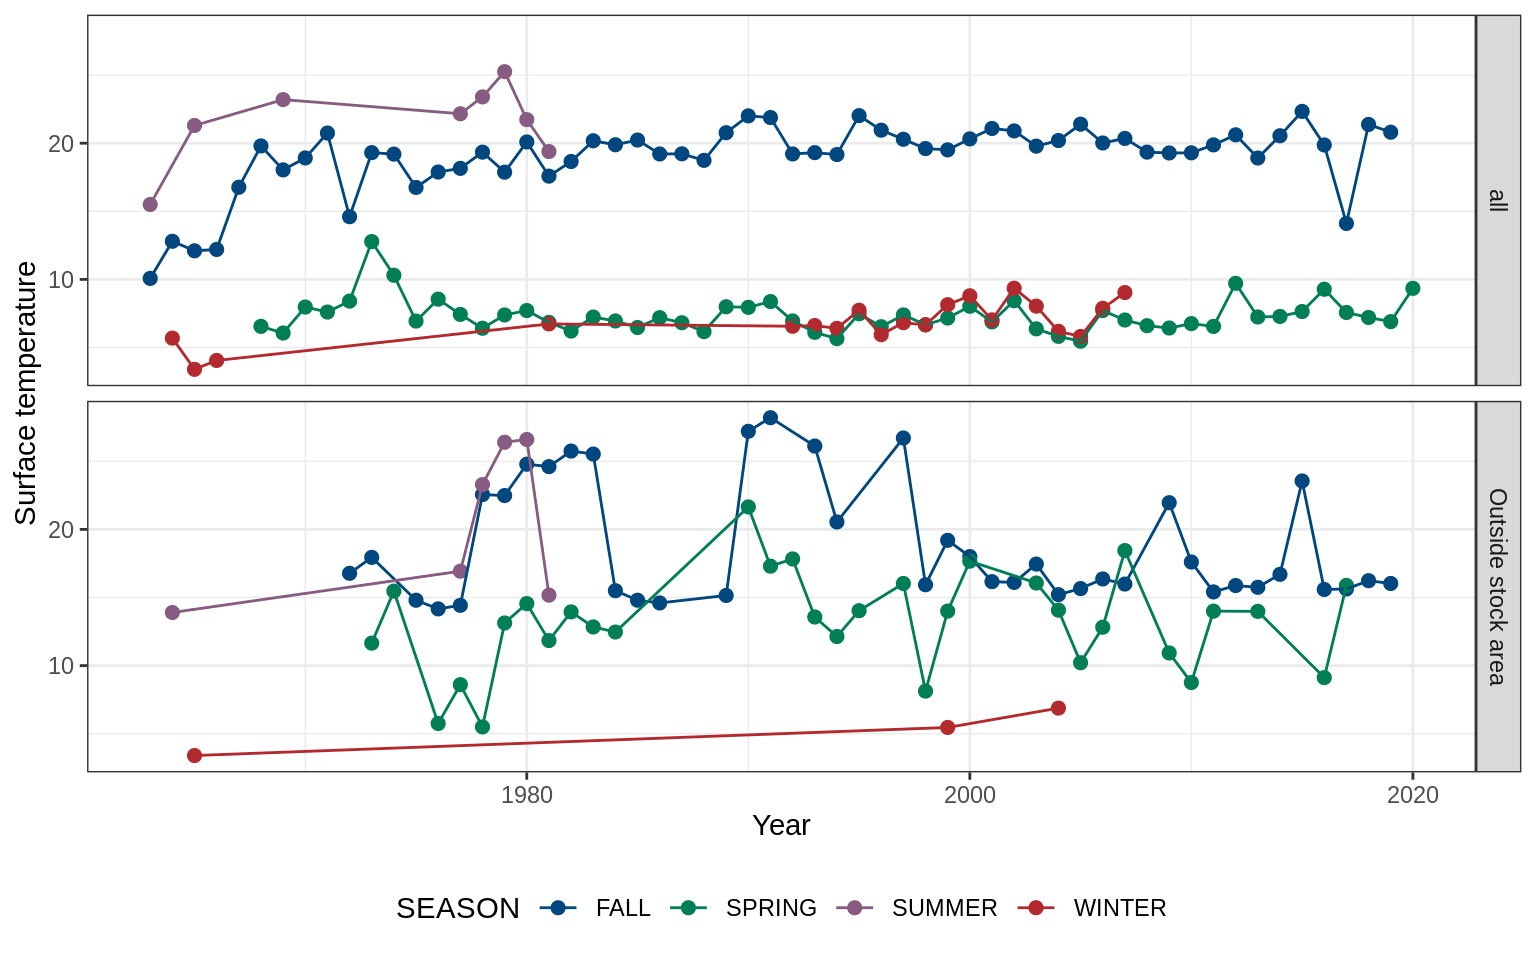 20
10
all
Surface temperature
20
10
Outside stock area
1980 2000 2020
Year
SEASON FALL SPRING SUMMER WINTER